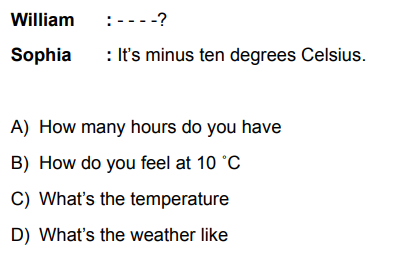 William : - - - -?
Sophia : It’s minus ten degrees Celsius.
A) How many hours do you have
B) How do you feel at 10 ˚C
C) What’s the temperature
D) What’s the weather like